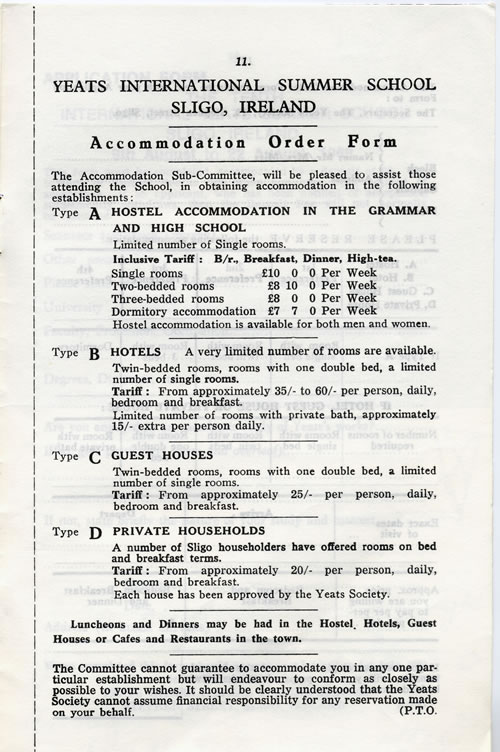 11.
YEATS INTERNATIONAL SUMMER SCHOOL
SLIGO, IRELAND
Accommodation Order Form
The Accommodation Sub-Committee, will be pleased to assist those
attending the School, in obtaining accommodation in the following
establishments :
Type A HOSTEL ACCOMMODATION IN THE GRAMMAR
AND HIGH SCHOOL
Limited number of Single rooms.
Inclusive Tariff : B/r., Breakfast, Dinner, High-tea.
Single rooms £10 0 0 Per Week
Two-bedded rooms £8 10 0 Per Week
Three-bedded rooms £8 0 0 Per Week
Dormitory accommodation £7 7 0 Per Week
Hostel accommodation is available for both men and women.
Type B HOTELS A very limited number of rooms are available.
Twin-bedded rooms, rooms with one double bed, a limited
number of single rooms.
Tariff : From approximately 35/- to 60/- per person, daily,
bedroom and breakfast.
Limited number of rooms with private bath, approximately
15/- extra per person daily.
Type C GUEST HOUSES
Twin-bedded rooms, rooms with one double bed, a limited
number of single rooms.
Tariff : From approximately 25/- per person, daily,
bedroom and breakfast.
Type D PRIVATE HOUSEHOLDS
A number of Sligo householders have offered rooms on bed
and breakfast terms.
Tariff : From approximately 20/- per person, daily,
bedroom and breakfast.
Each house has been approved by the Yeats Society.
Luncheons and Dinners may be had in the Hostel, Hotels, Guest
Houses or Cafes and Restaurants in the town.
The Committee cannot guarantee to accommodate you in any one par-
ticular establishment but will endeavour to conform as closely as
possible to your wishes. It should be clearly understood that the Yeats
Society cannot assume financial responsibility for any reservation made
on your behalf. (P.T.O.